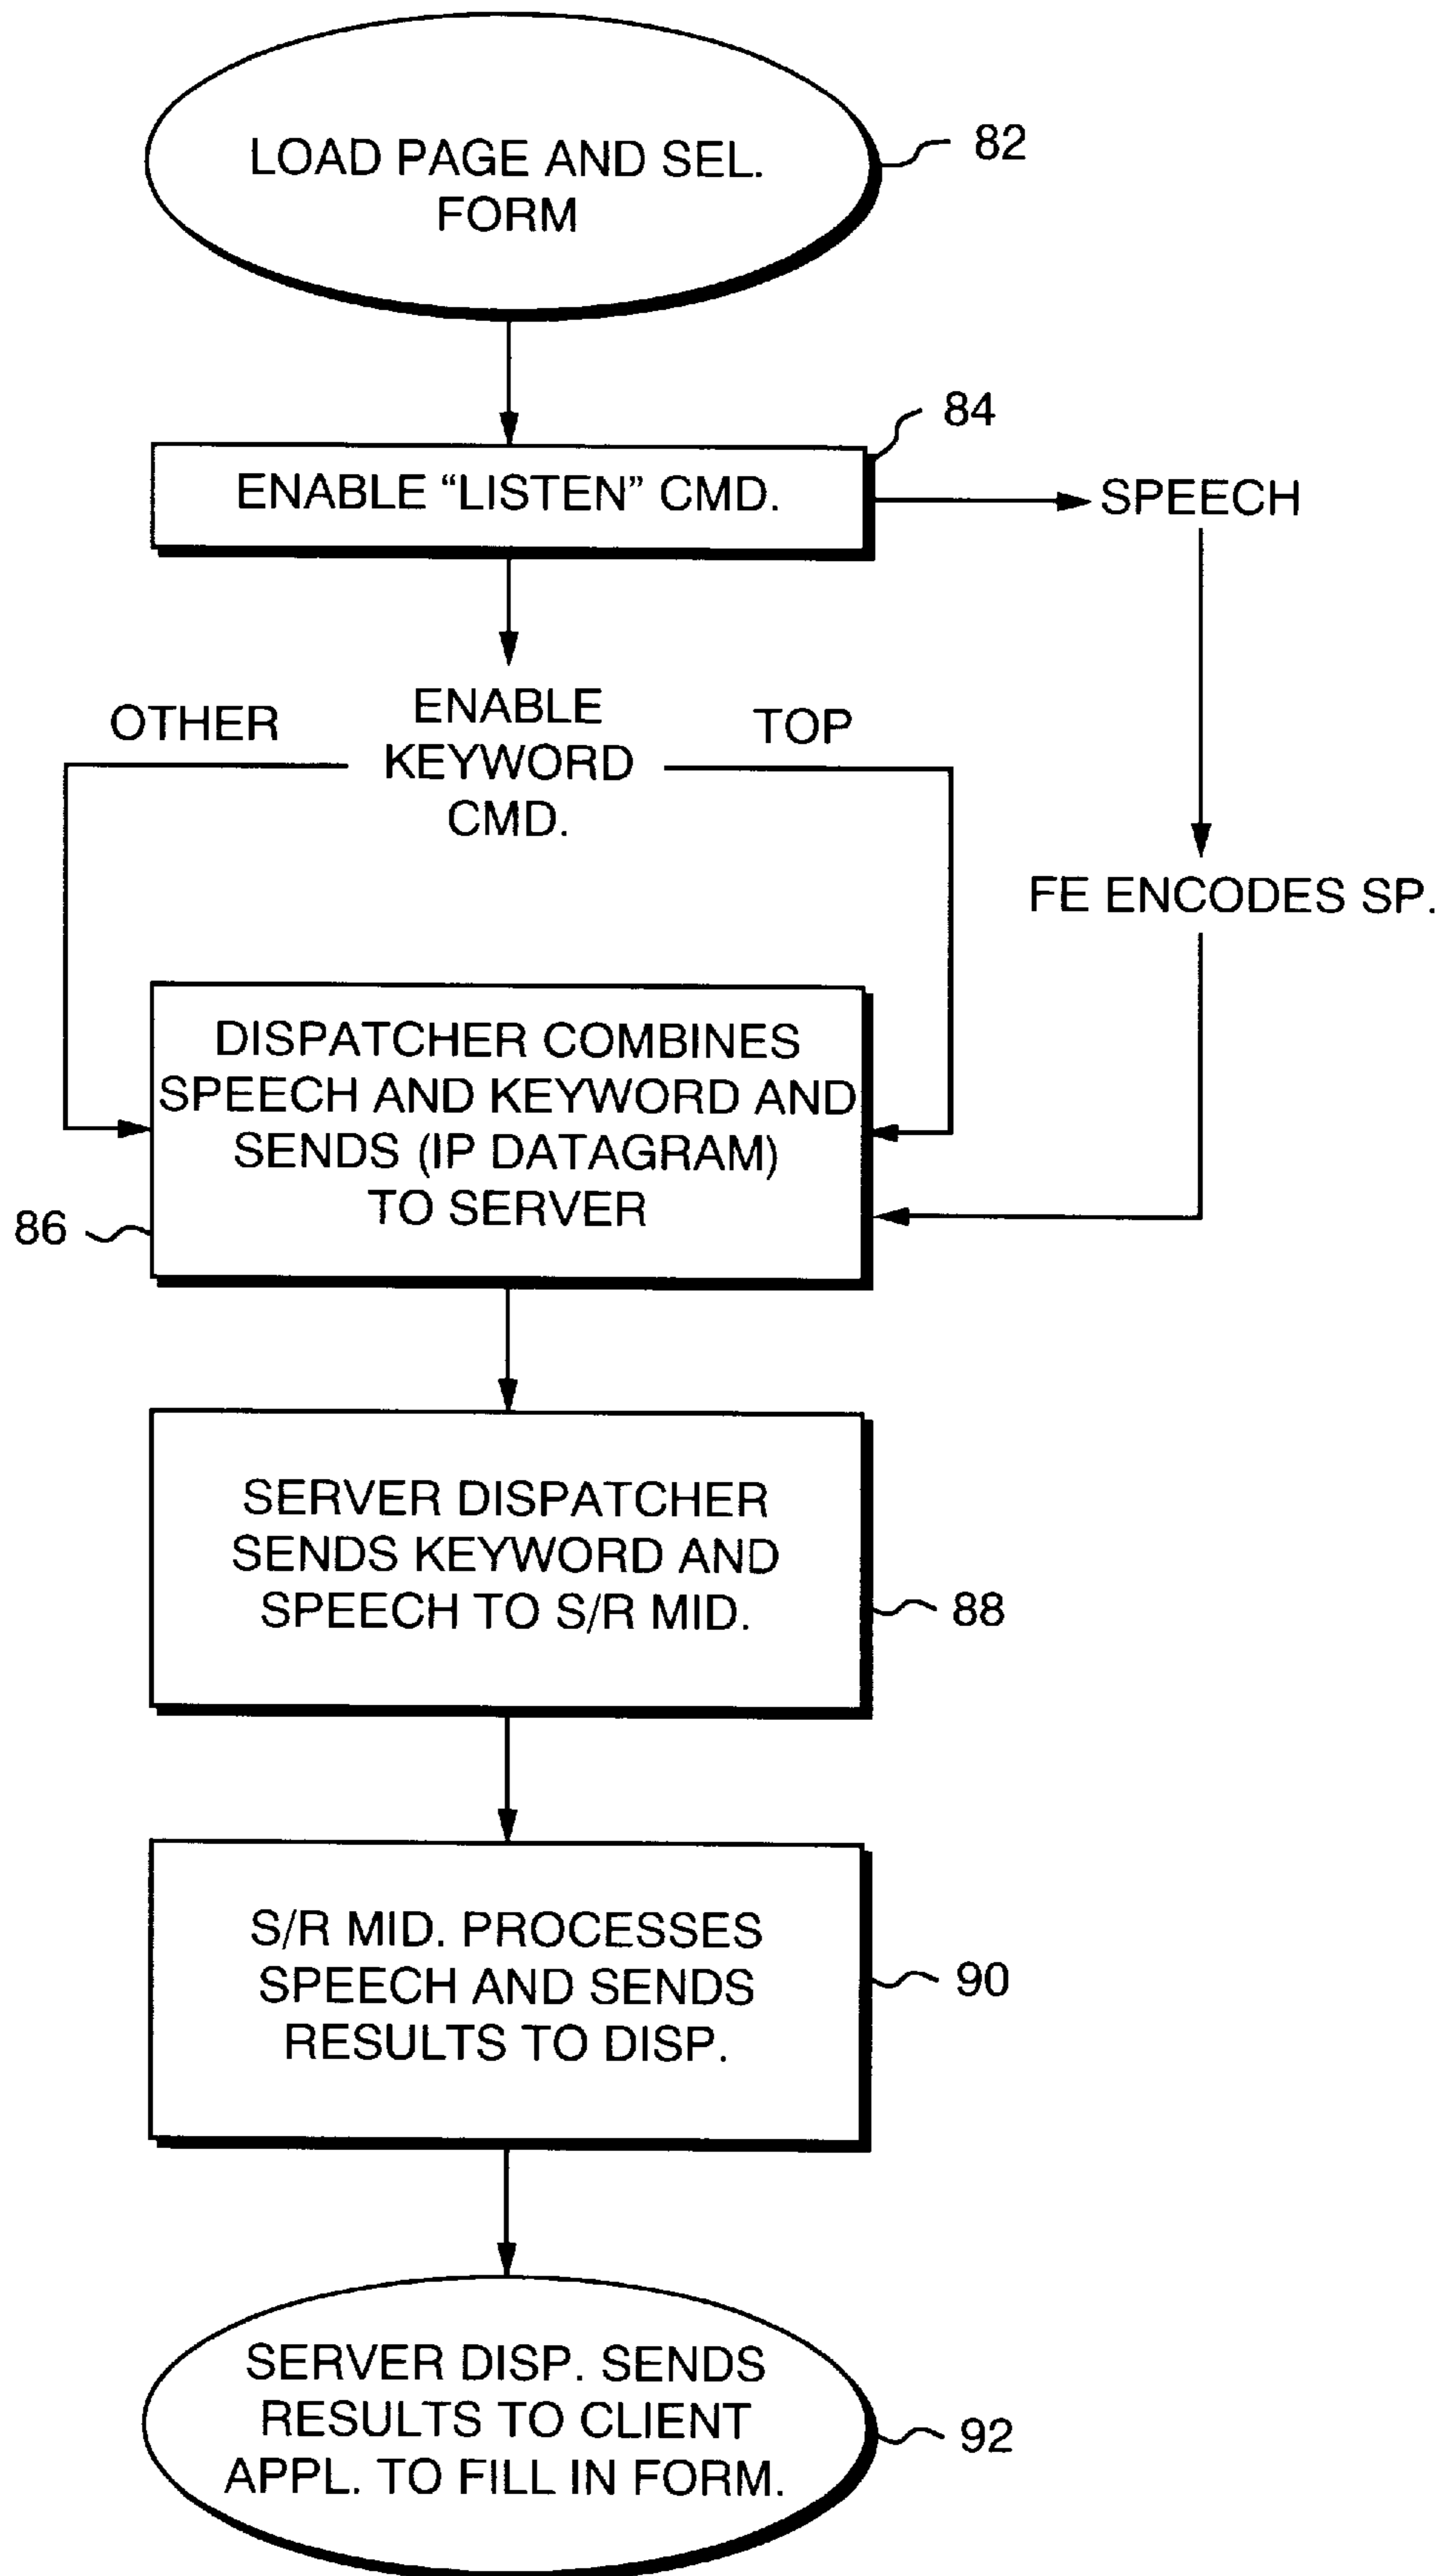 LOAD PAGE AND SEL.
FORM
82
84
ENABLE “LISTEN” CMD.
SPEECH
OTHER
ENABLE
KEYWORD
CMD.
TOP
FE ENCODES SP.
DISPATCHER COMBINES
SPEECH AND KEYWORD AND
SENDS (IP DATAGRAM)
TO SERVER
86
SERVER DISPATCHER
SENDS KEYWORD AND
SPEECH TO S/R MID.
88
S/R MID. PROCESSES
SPEECH AND SENDS
RESULTS TO DISP.
90
SERVER DISP. SENDS
RESULTS TO CLIENT
APPL. TO FILL IN FORM.
92